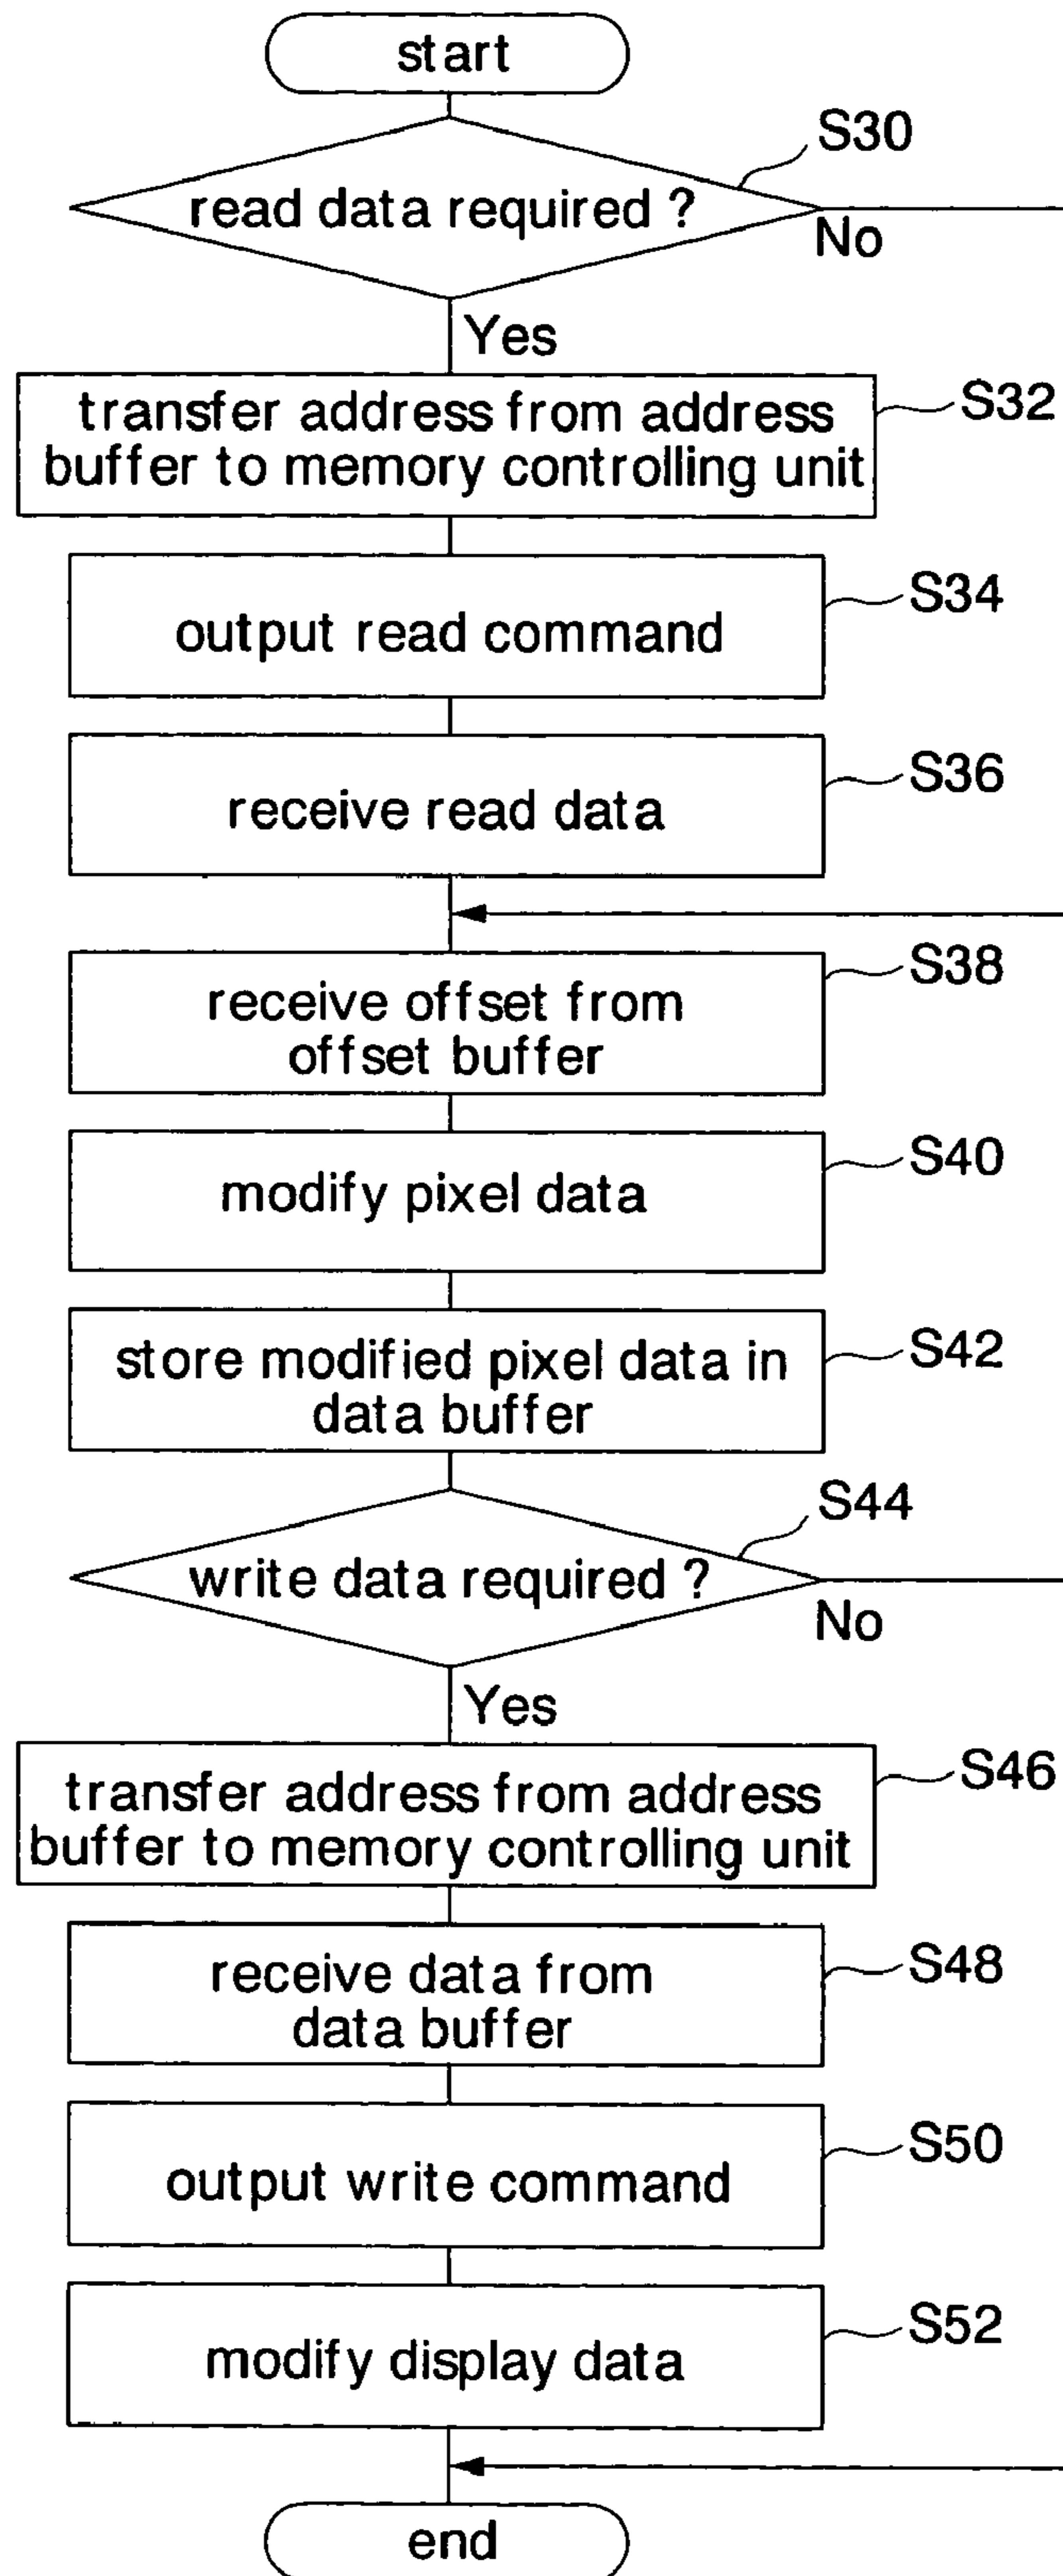 start
S30
read data required ?
No
Yes
S32
transfer address from address
buffer to memory controlling unit
S34
output read command
S36
receive read data
S38
receive offset from
offset buffer
S40
modify pixel data
S42
store modified pixel data in
data buffer
S44
write data required ?
No
Yes
S46
transfer address from address
buffer to memory controlling unit
S48
receive data from
data buffer
S50
output write command
S52
modify display data
end